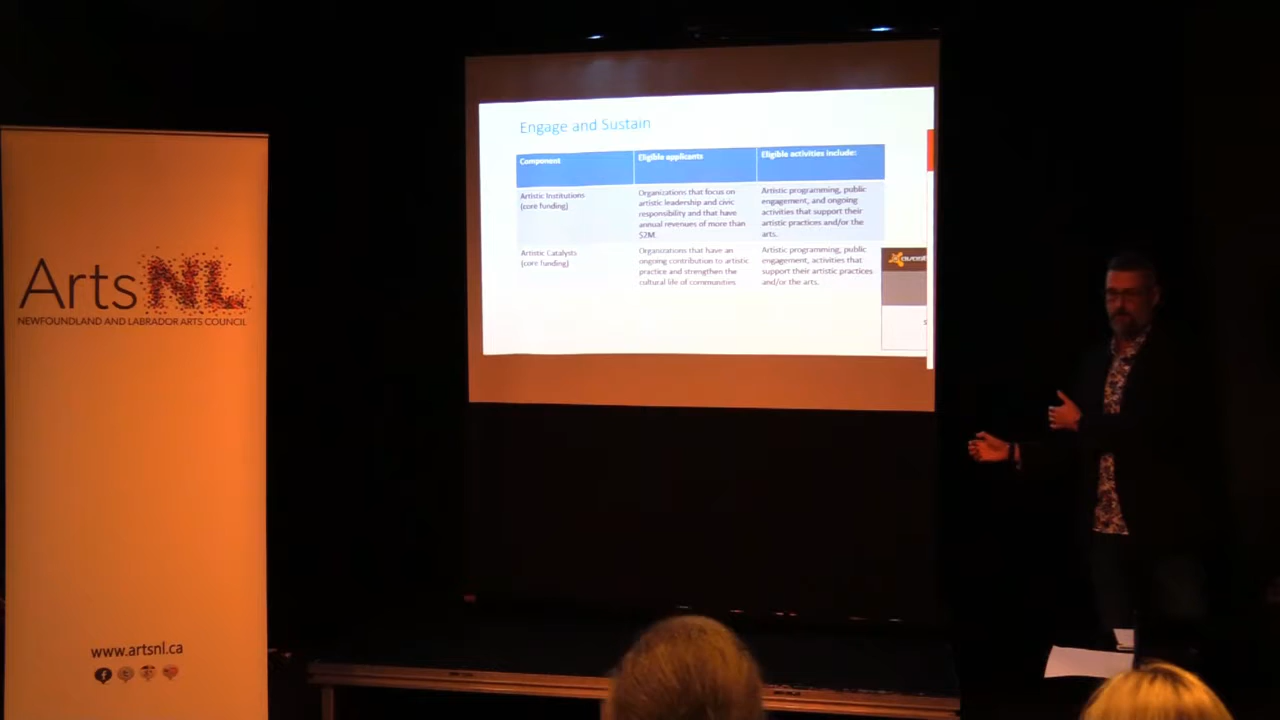 Arts NL
NEWFOUNDLAND AND LABRADOR ARTS COUNCIL
www.artsnl.ca
Engage and Sustain
Component
Eligible applicants
Eligible activities include:
Artistic Institutions
(core funding)
Organizations that focus on
artistic leadership and civic
responsibility and that have
annual revenues of more than
$2M.
Artistic programming, public
engagement, and ongoing
activities that support their
artistic practices and/or the
arts.
Artistic Catalysts
(core funding)
Organizations that have an
ongoing contribution to artistic
practice and strengthen the
cultural life of communities
Artistic programming, public
engagement, activities that
support their artistic practices
and/or the arts.
avast